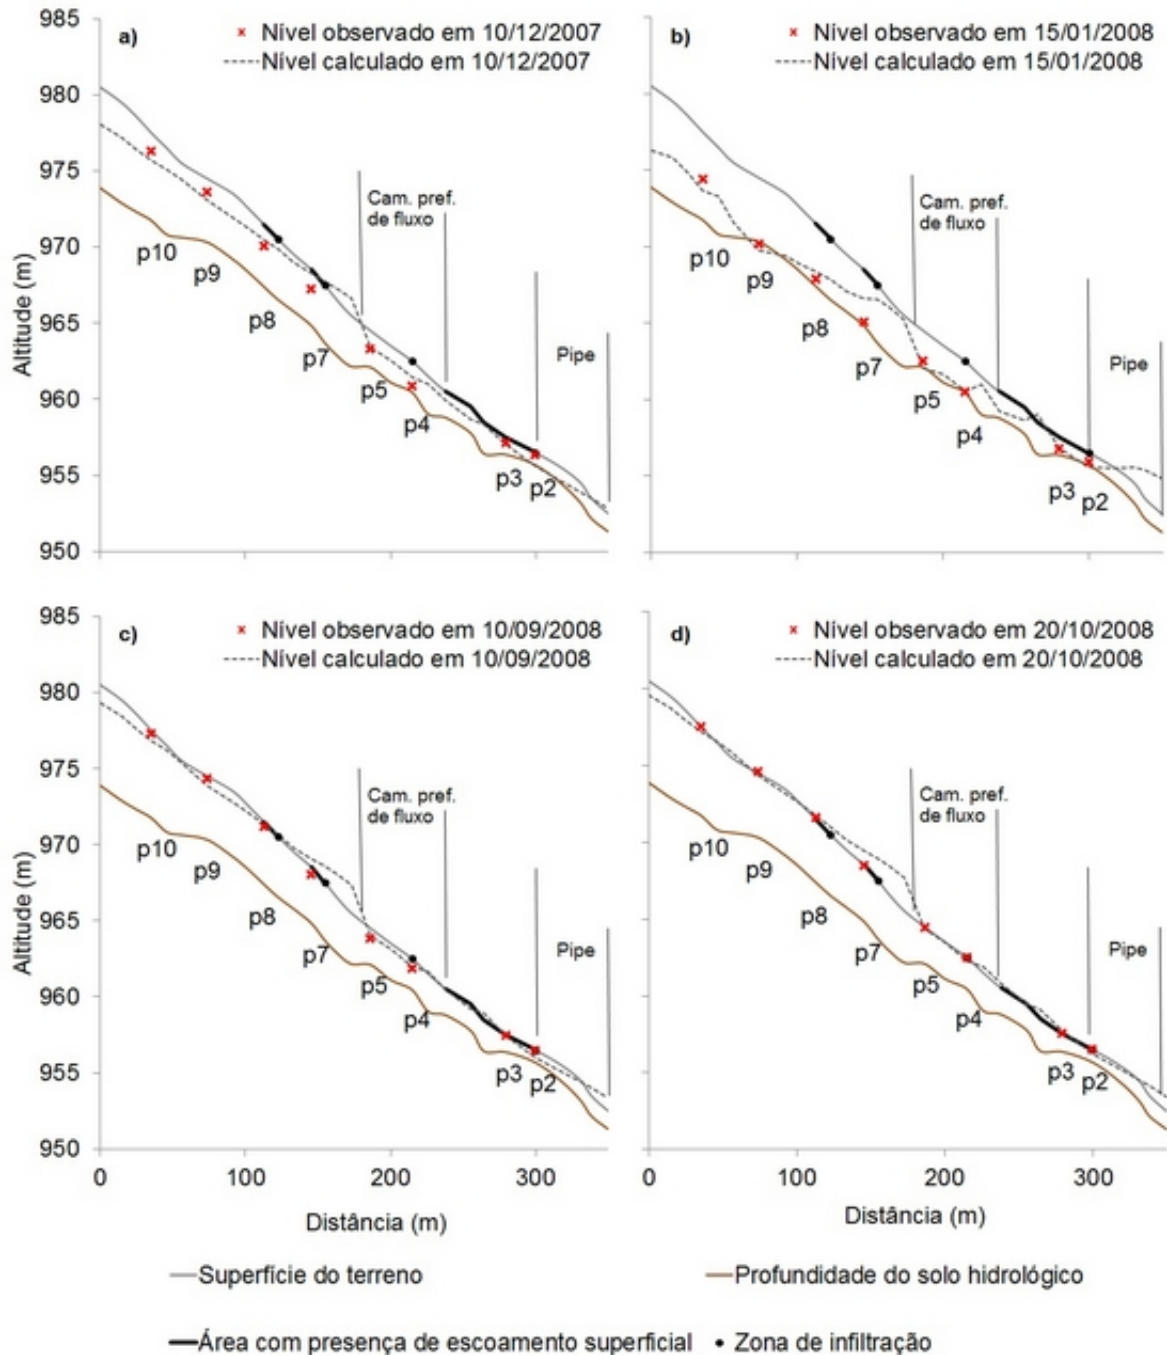 a)
Nível observado em 10/12/2007
Nível calculado em 10/12/2007
b)
Nível observado em 15/01/2008
Nível calculado em 15/01/2008
985
980
975
970
965
960
955
950
Altitude (m)
Cam. pref.
de fluxo
Pipe
p10
p9
p8
p7
p5
p4
p3
p2
Cam. pref.
de fluxo
Pipe
p10
p9
p8
p7
p5
p4
p3
p2
c)
Nível observado em 10/09/2008
Nível calculado em 10/09/2008
d)
Nível observado em 20/10/2008
Nível calculado em 20/10/2008
985
980
975
970
965
960
955
950
Altitude (m)
Cam. pref.
de fluxo
Pipe
p10
p9
p8
p7
p5
p4
p3
p2
Cam. pref.
de fluxo
Pipe
p10
p9
p8
p7
p5
p4
p3
p2
0 100 200 300
0 100 200 300
Distância (m)
Distância (m)
Superfície do terreno
Profundidade do solo hidrológico
Área com presença de escoamento superficial
Zona de infiltração